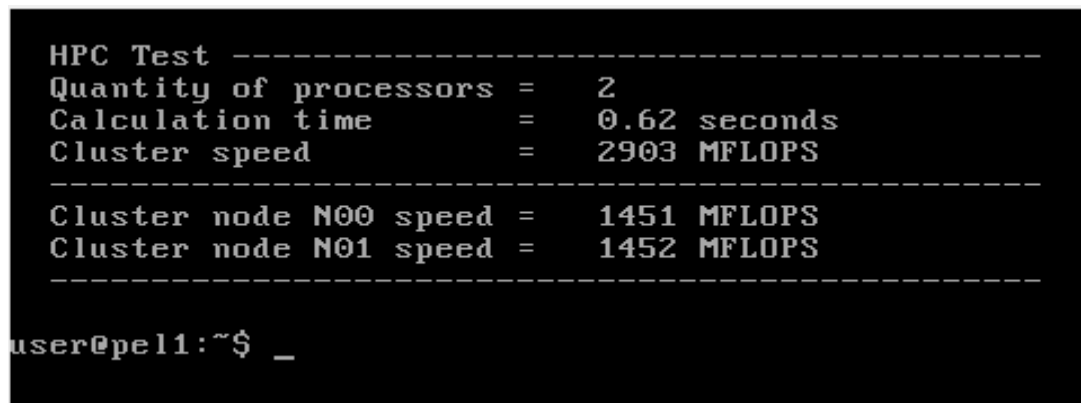 HPC Test ----------------------------------------
Quantity of processors =   2
Calculation time       =   0.62 seconds
Cluster speed          =   2903 MFLOPS
-------------------------------------------------
Cluster node N00 speed =   1451 MFLOPS
Cluster node N01 speed =   1452 MFLOPS
-------------------------------------------------
user@pel1:~$ _